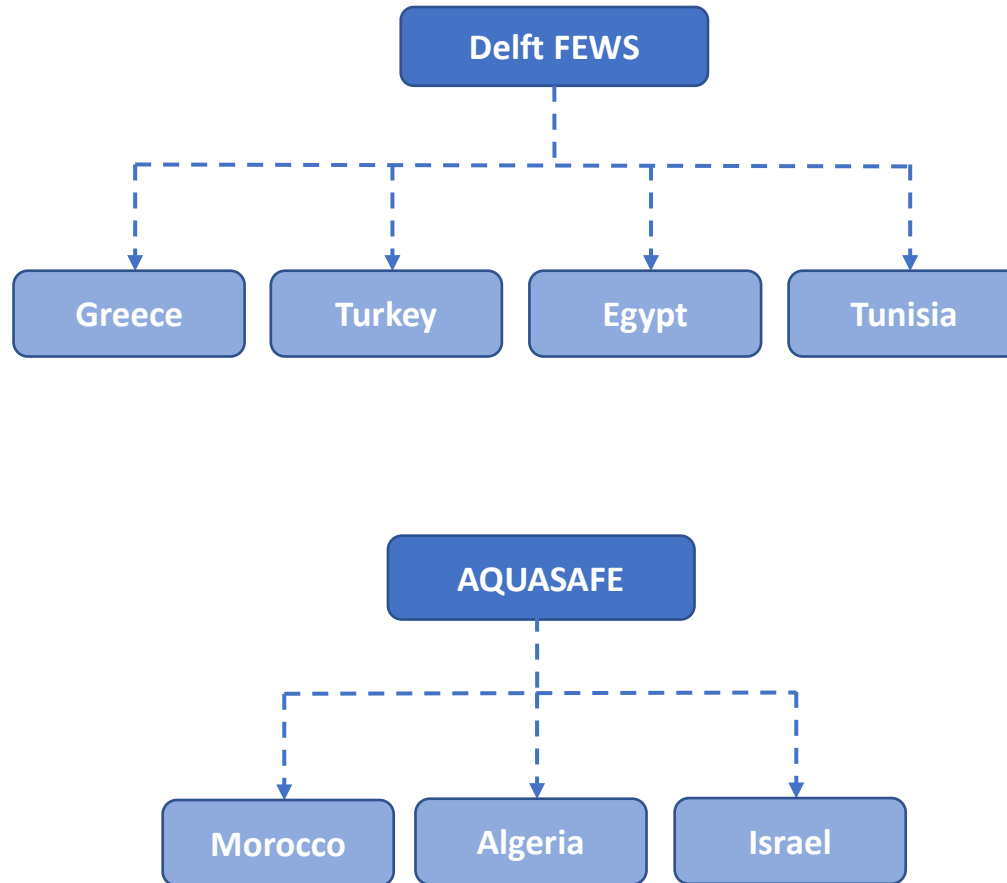 Delft FEWS
Greece
Turkey
Egypt
Tunisia
AQUASAFE
Morocco
Algeria
Israel